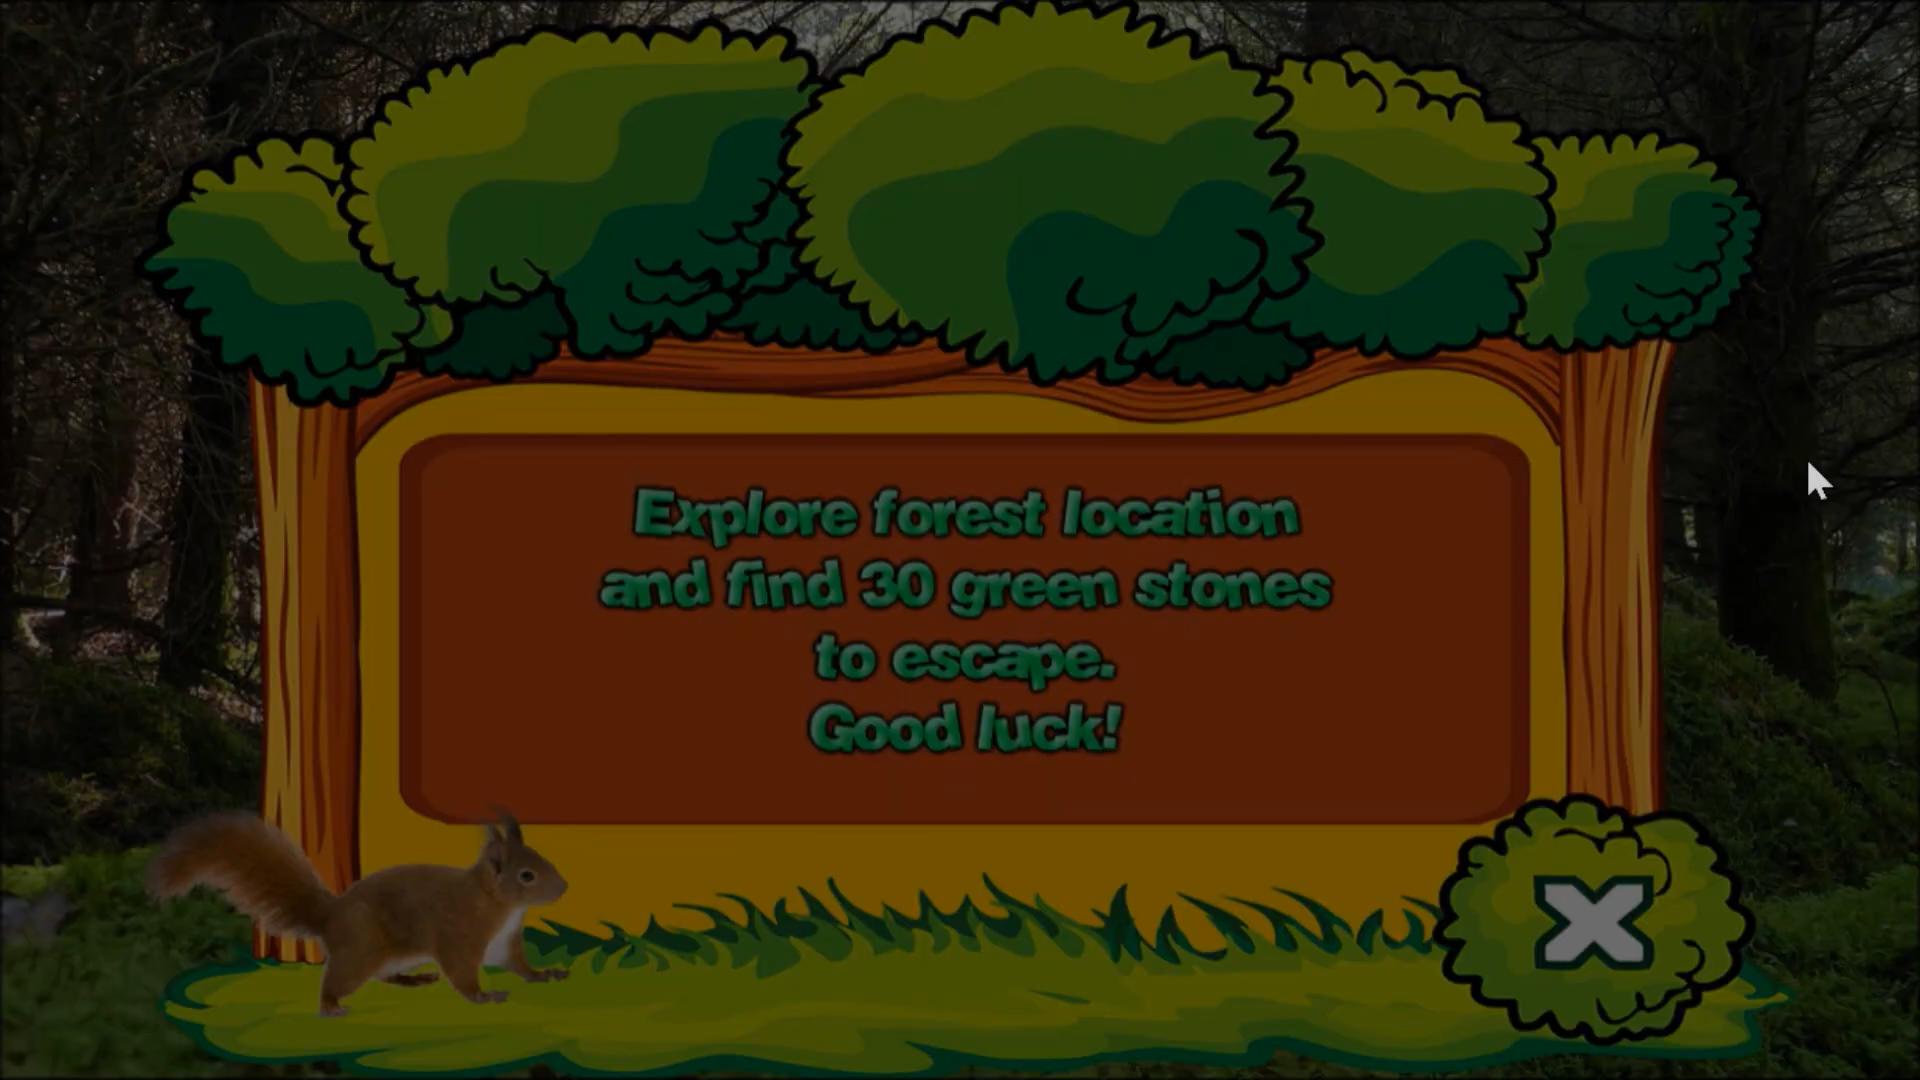 Explore forest location
and find 30 green stones
to escape.
Good luck!
X